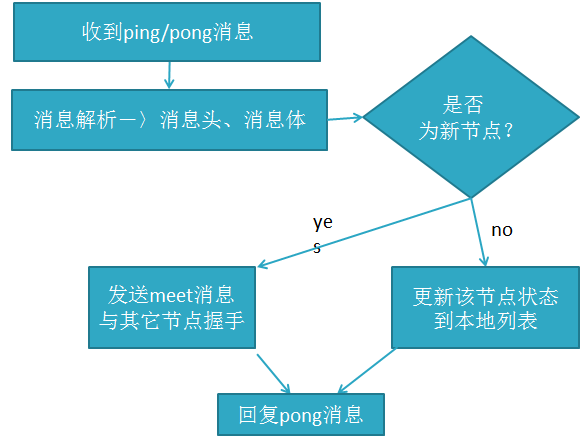 收到ping/pong消息
消息解析—〉消息头、消息体
是否
为新节点？
ye
s
no
发送meet消息
与其它节点握手
更新该节点状态
到本地列表
回复pong消息